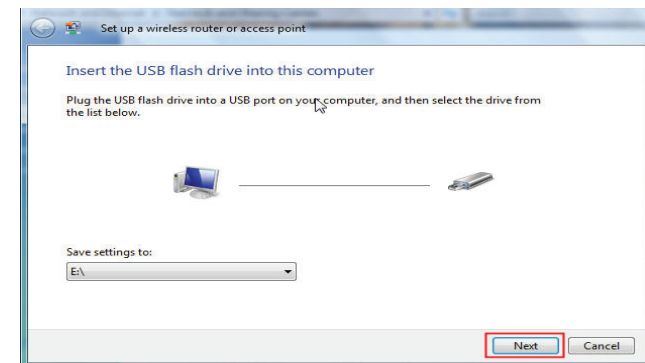 Set up a wireless router or access point
Insert the USB flash drive into this computer
Plug the USB flash drive into a USB port on your computer, and then select the drive from
the list below.
Save settings to:
E:\
Next
Cancel